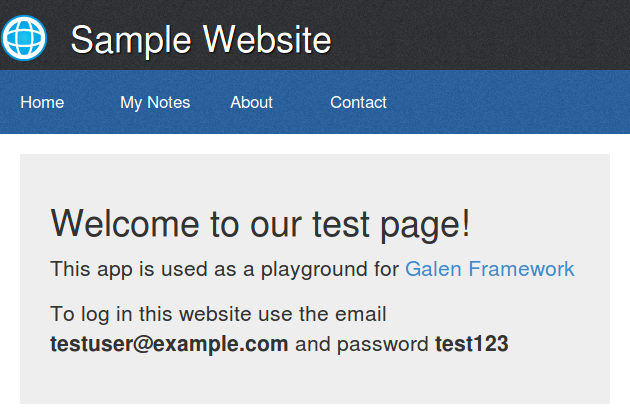 Sample Website
Home My Notes About Contact
Welcome to our test page!
This app is used as a playground for Galen Framework
To log in this website use the email
testuser@example.com and password test123